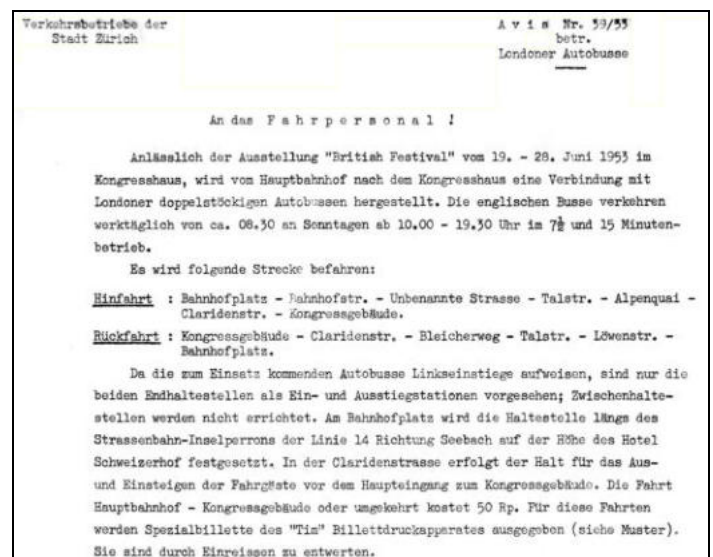 Verkehrsbetriebe der
Stadt Zürich
A v i s Nr. 39/53
betr.
Londoner Autobusse
An das F a h r p e r s o n a l !
Anlässlich der Ausstellung "British Festival" vom 19. - 28. Juni 1953 im
Kongresshaus, wird vom Hauptbahnhof nach dem Kongresshaus eine Verbindung mit
Londoner doppelstöckigen Autobussen hergestellt. Die englischen Busse verkehren
werktäglich von ca. 08.30 an Sonntagen ab 10.00 - 19.30 Uhr im 7½ und 15 Minuten-
betrieb.
Es wird folgende Strecke befahren:
Hinfahrt : Bahnhofplatz - Bahnhofstr. - Unbenannte Strasse - Talstr. - Alpenquai -
Claridenstr. - Kongressgebäude.
Rückfahrt : Kongressgebäude - Claridenstr. - Bleicherweg - Talstr. - Löwenstr. -
Bahnhofplatz.
Da die zum Einsatz kommenden Autobusse Linkseinstiege aufweisen, sind nur die
beiden Endhaltestellen als Ein- und Ausstiegstationen vorgesehen; Zwischenhalte-
stellen werden nicht errichtet. Am Bahnhofplatz wird die Haltestelle längs des
Strassenbahn-Inselperrons der Linie 14 Richtung Seebach auf der Höhe des Hotel
Schweizerhof festgesetzt. In der Claridenstrasse erfolgt der Halt für das Aus-
und Einsteigen der Fahrgäste vor dem Haupteingang zum Kongressgebäude. Die Fahrt
Hauptbahnhof - Kongressgebäude oder umgekehrt kostet 50 Rp. Für diese Fahrten
werden Spezialbillette des "Tim" Billettdruckapparates ausgegeben (siehe Muster).
Sie sind durch Einreissen zu entwerten.